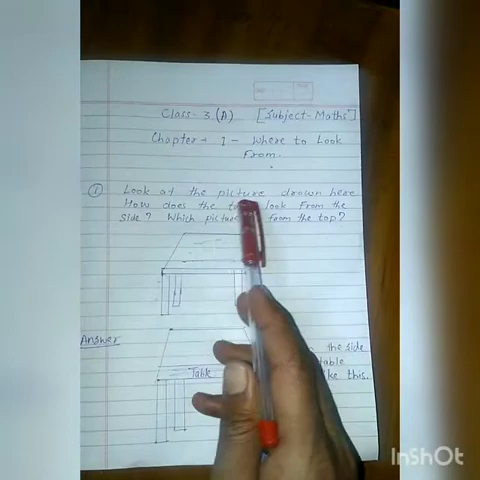 Class- 3 (A) [Subject- Maths]
Chapter → 1 - Where to Look
From.
① Look at the picture drawn here
How does the look From the
side? Which from the top?
Answer
the side
table
Table like this.
InShOt